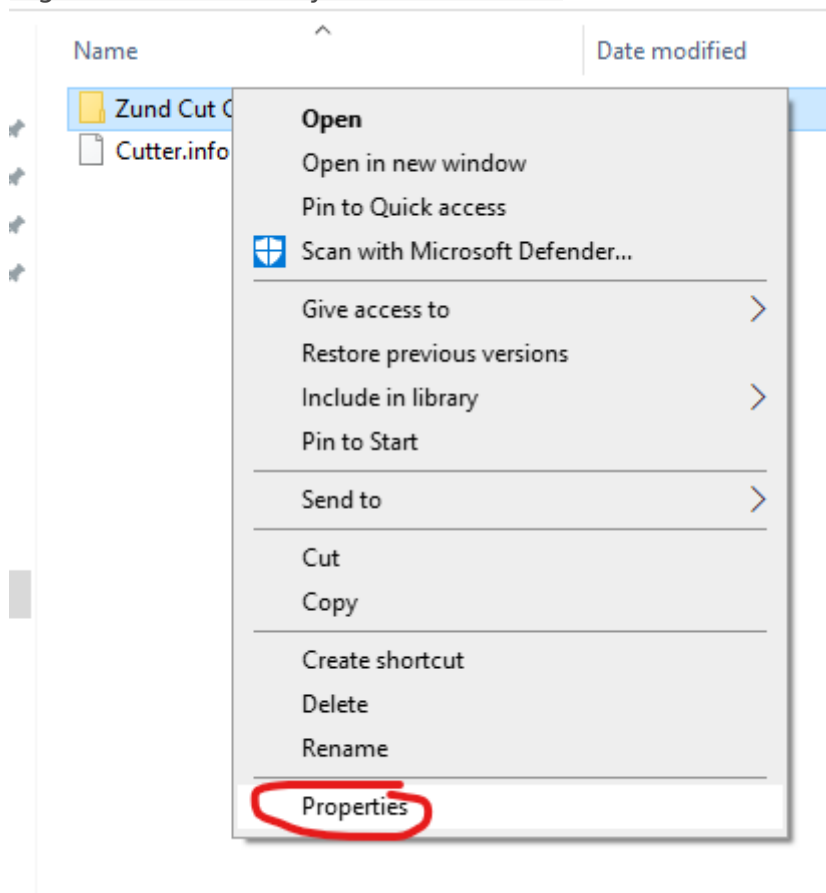 Name
Date modified
Zund Cut
Cutter.info
Open
Open in new window
Pin to Quick access
Scan with Microsoft Defender...
Give access to
Restore previous versions
Include in library
Pin to Start
Send to
Cut
Copy
Create shortcut
Delete
Rename
Properties